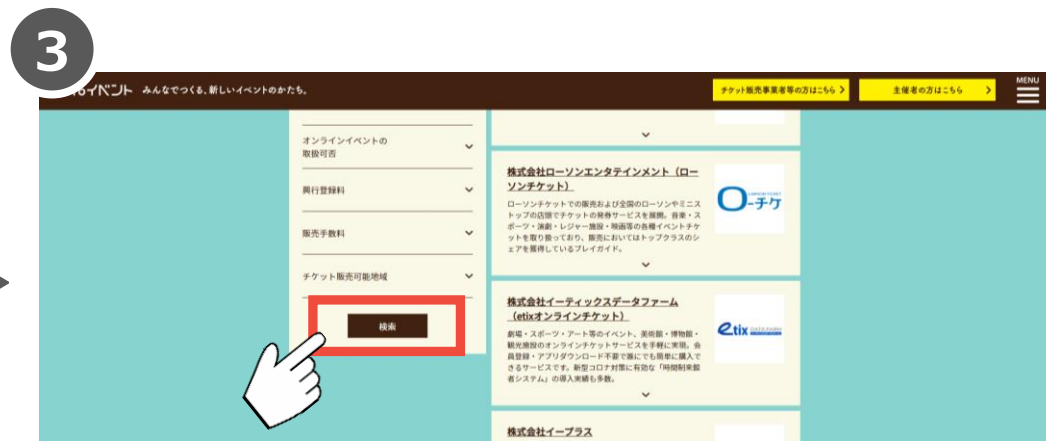 3
イベント みんなでつくる、新しいイベントのかたち。
チケット販売事業者等の方はこちら
主催者の方はこちら
MENU
オンラインイベントの
取扱可否
興行登録料
販売手数料
チケット販売可能地域
検索
株式会社ローソンエンタテインメント（ロー
ソンチケット）
ローソンチケットでの販売および全国のローソンやミニス
トップの店頭でチケットの発券サービスを展開。音楽・ス
ポーツ・演劇・レジャー施設・映画等の各種イベントチケ
ットを取り扱っており、販売においてはトップクラスのシ
ェアを獲得しているプレイガイド。
ローチケ
株式会社イーティックスデータファーム
（etixオンラインチケット）
劇場・スポーツ・アート等のイベント、美術館・博物館・
観光施設のオンラインチケットサービスを手軽に実現。会
員登録・アプリダウンロード不要で誰にでも簡単に購入で
きるサービスです。新型コロナ対策に有効な「時間制来館
者システム」の導入実績も多数。
etix
株式会社イープラス